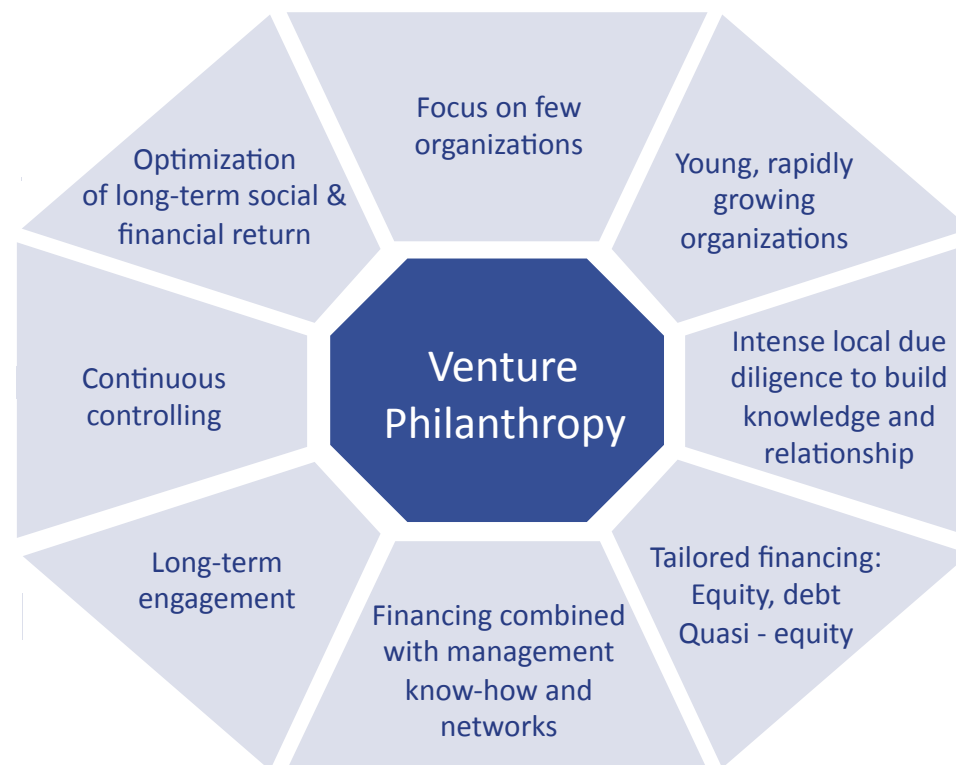 Focus on few
organizations
Young, rapidly
growing
organizations
Intense local due
diligence to build
knowledge and
relationship
Tailored financing:
Equity, debt
Quasi - equity
Financing combined
with management
know-how and
networks
Long-term
engagement
Continuous
controlling
Optimization
of long-term social &
financial return
Venture
Philanthropy